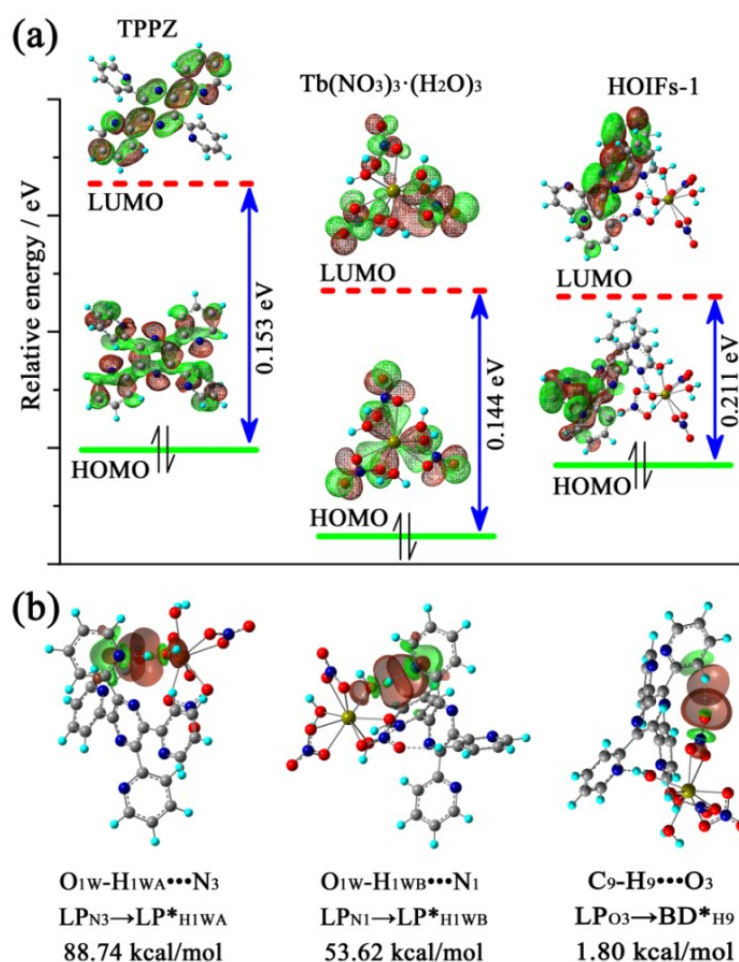 (a)
TPPZ
Tb(NO3)3·(H2O)3
HOIFs-1
Relative energy / eV
LUMO
LUMO
LUMO
0.153 eV
0.144 eV
0.211 eV
HOMO
HOMO
HOMO
(b)
O1W-H1WA•••N3
O1W-H1WB•••N1
C9-H9•••O3
LPN3→LP*H1WA
LPN1→LP*H1WB
LPO3→BD*H9
88.74 kcal/mol
53.62 kcal/mol
1.80 kcal/mol